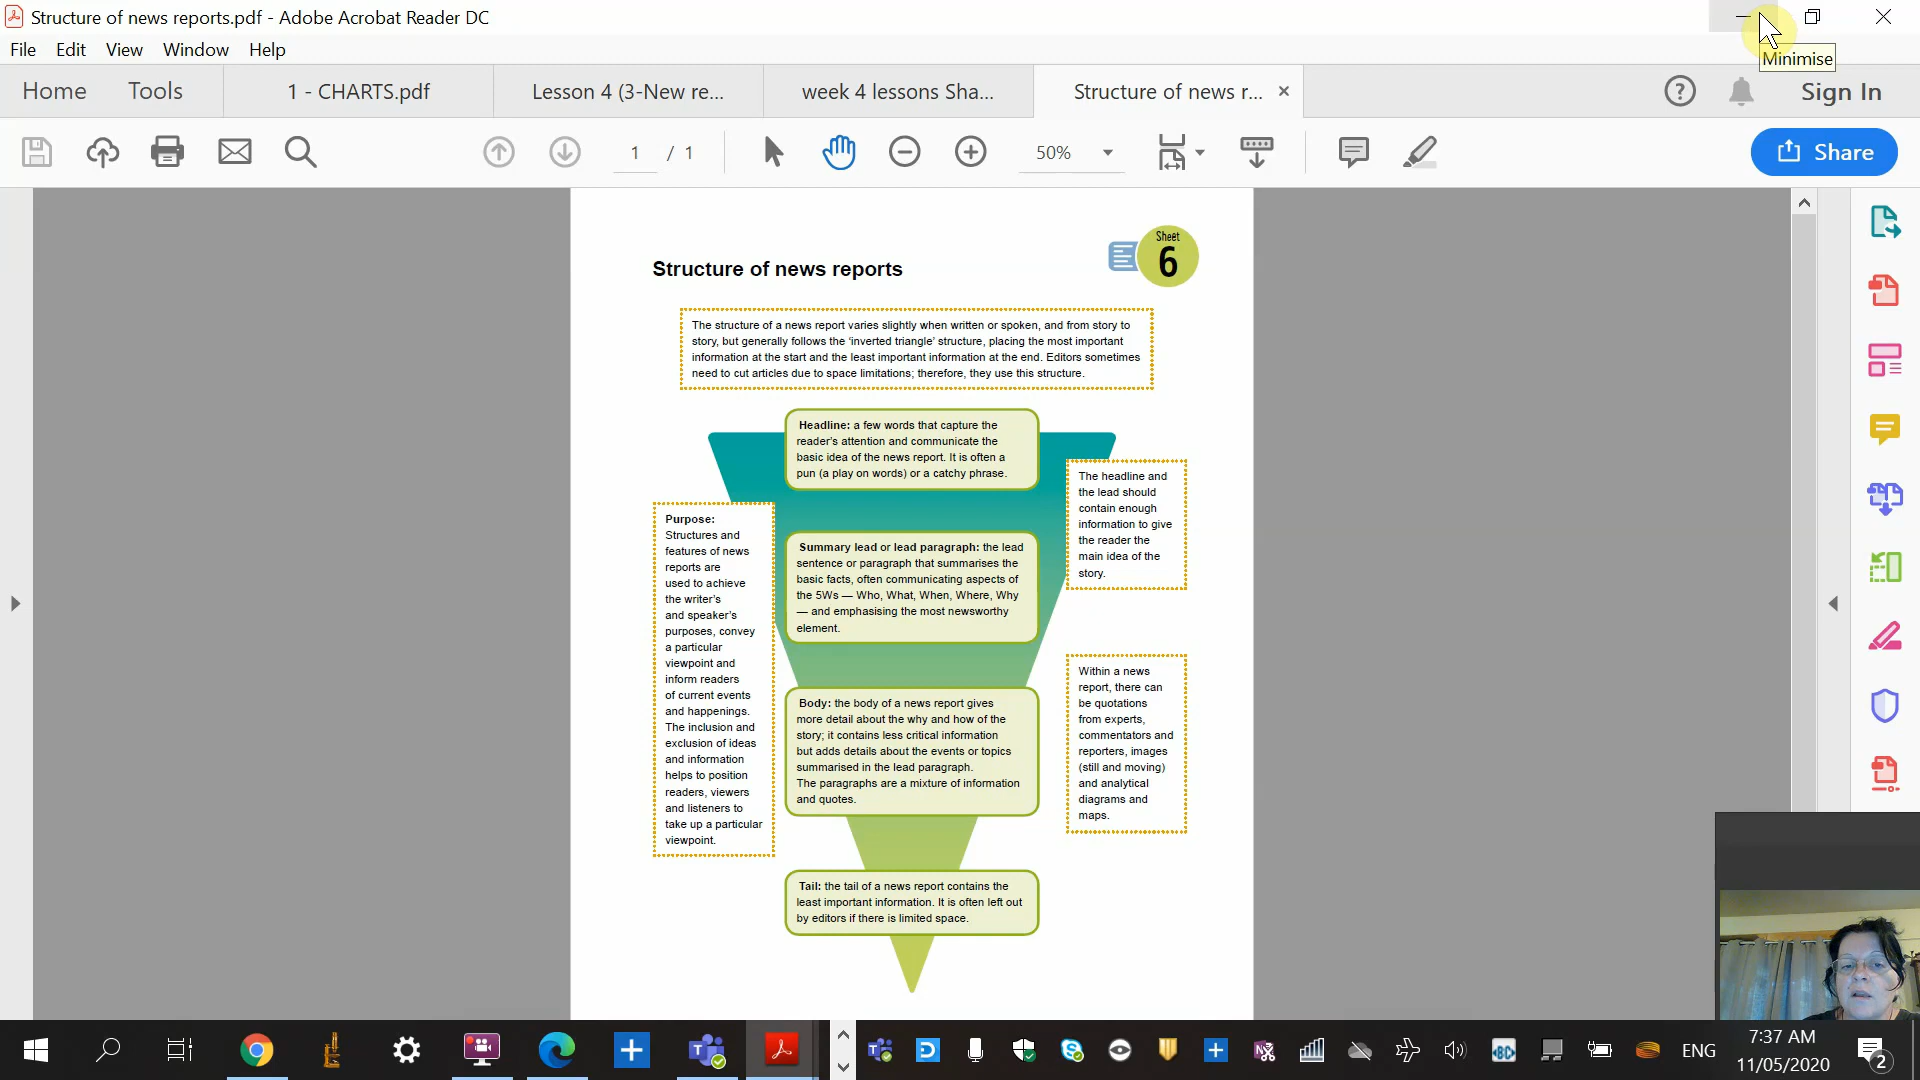 Structure of news reports.pdf - Adobe Acrobat Reader DC
Minimise
File Edit View Window Help
Home Tools 1 - CHARTS.pdf Lesson 4 (3-New re... week 4 lessons Sha... Structure of news r... × ? Sign In
1 / 1 50% Share
Sheet
6
Structure of news reports
The structure of a news report varies slightly when written or spoken, and from story to
story, but generally follows the ‘inverted triangle’ structure, placing the most important
information at the start and the least important information at the end. Editors sometimes
need to cut articles due to space limitations; therefore, they use this structure.
Headline: a few words that capture the
reader’s attention and communicate the
basic idea of the news report. It is often a
pun (a play on words) or a catchy phrase.
The headline and
the lead should
contain enough
information to give
the reader the
main idea of the
story.
Purpose:
Structures and
features of news
reports are
used to achieve
the writer’s
and speaker’s
purposes, convey
a particular
viewpoint and
inform readers
of current events
and happenings.
The inclusion and
exclusion of ideas
and information
helps to position
readers, viewers
and listeners to
take up a particular
viewpoint.
Summary lead or lead paragraph: the lead
sentence or paragraph that summarises the
basic facts, often communicating aspects of
the 5Ws — Who, What, When, Where, Why
— and emphasising the most newsworthy
element.
Within a news
report, there can
be quotations
from experts,
commentators and
reporters, images
(still and moving)
and analytical
diagrams and
maps.
Body: the body of a news report gives
more detail about the why and how of the
story; it contains less critical information
but adds details about the events or topics
summarised in the lead paragraph.
The paragraphs are a mixture of information
and quotes.
Tail: the tail of a news report contains the
least important information. It is often left out
by editors if there is limited space.
ENG
7:37 AM
11/05/2020
2